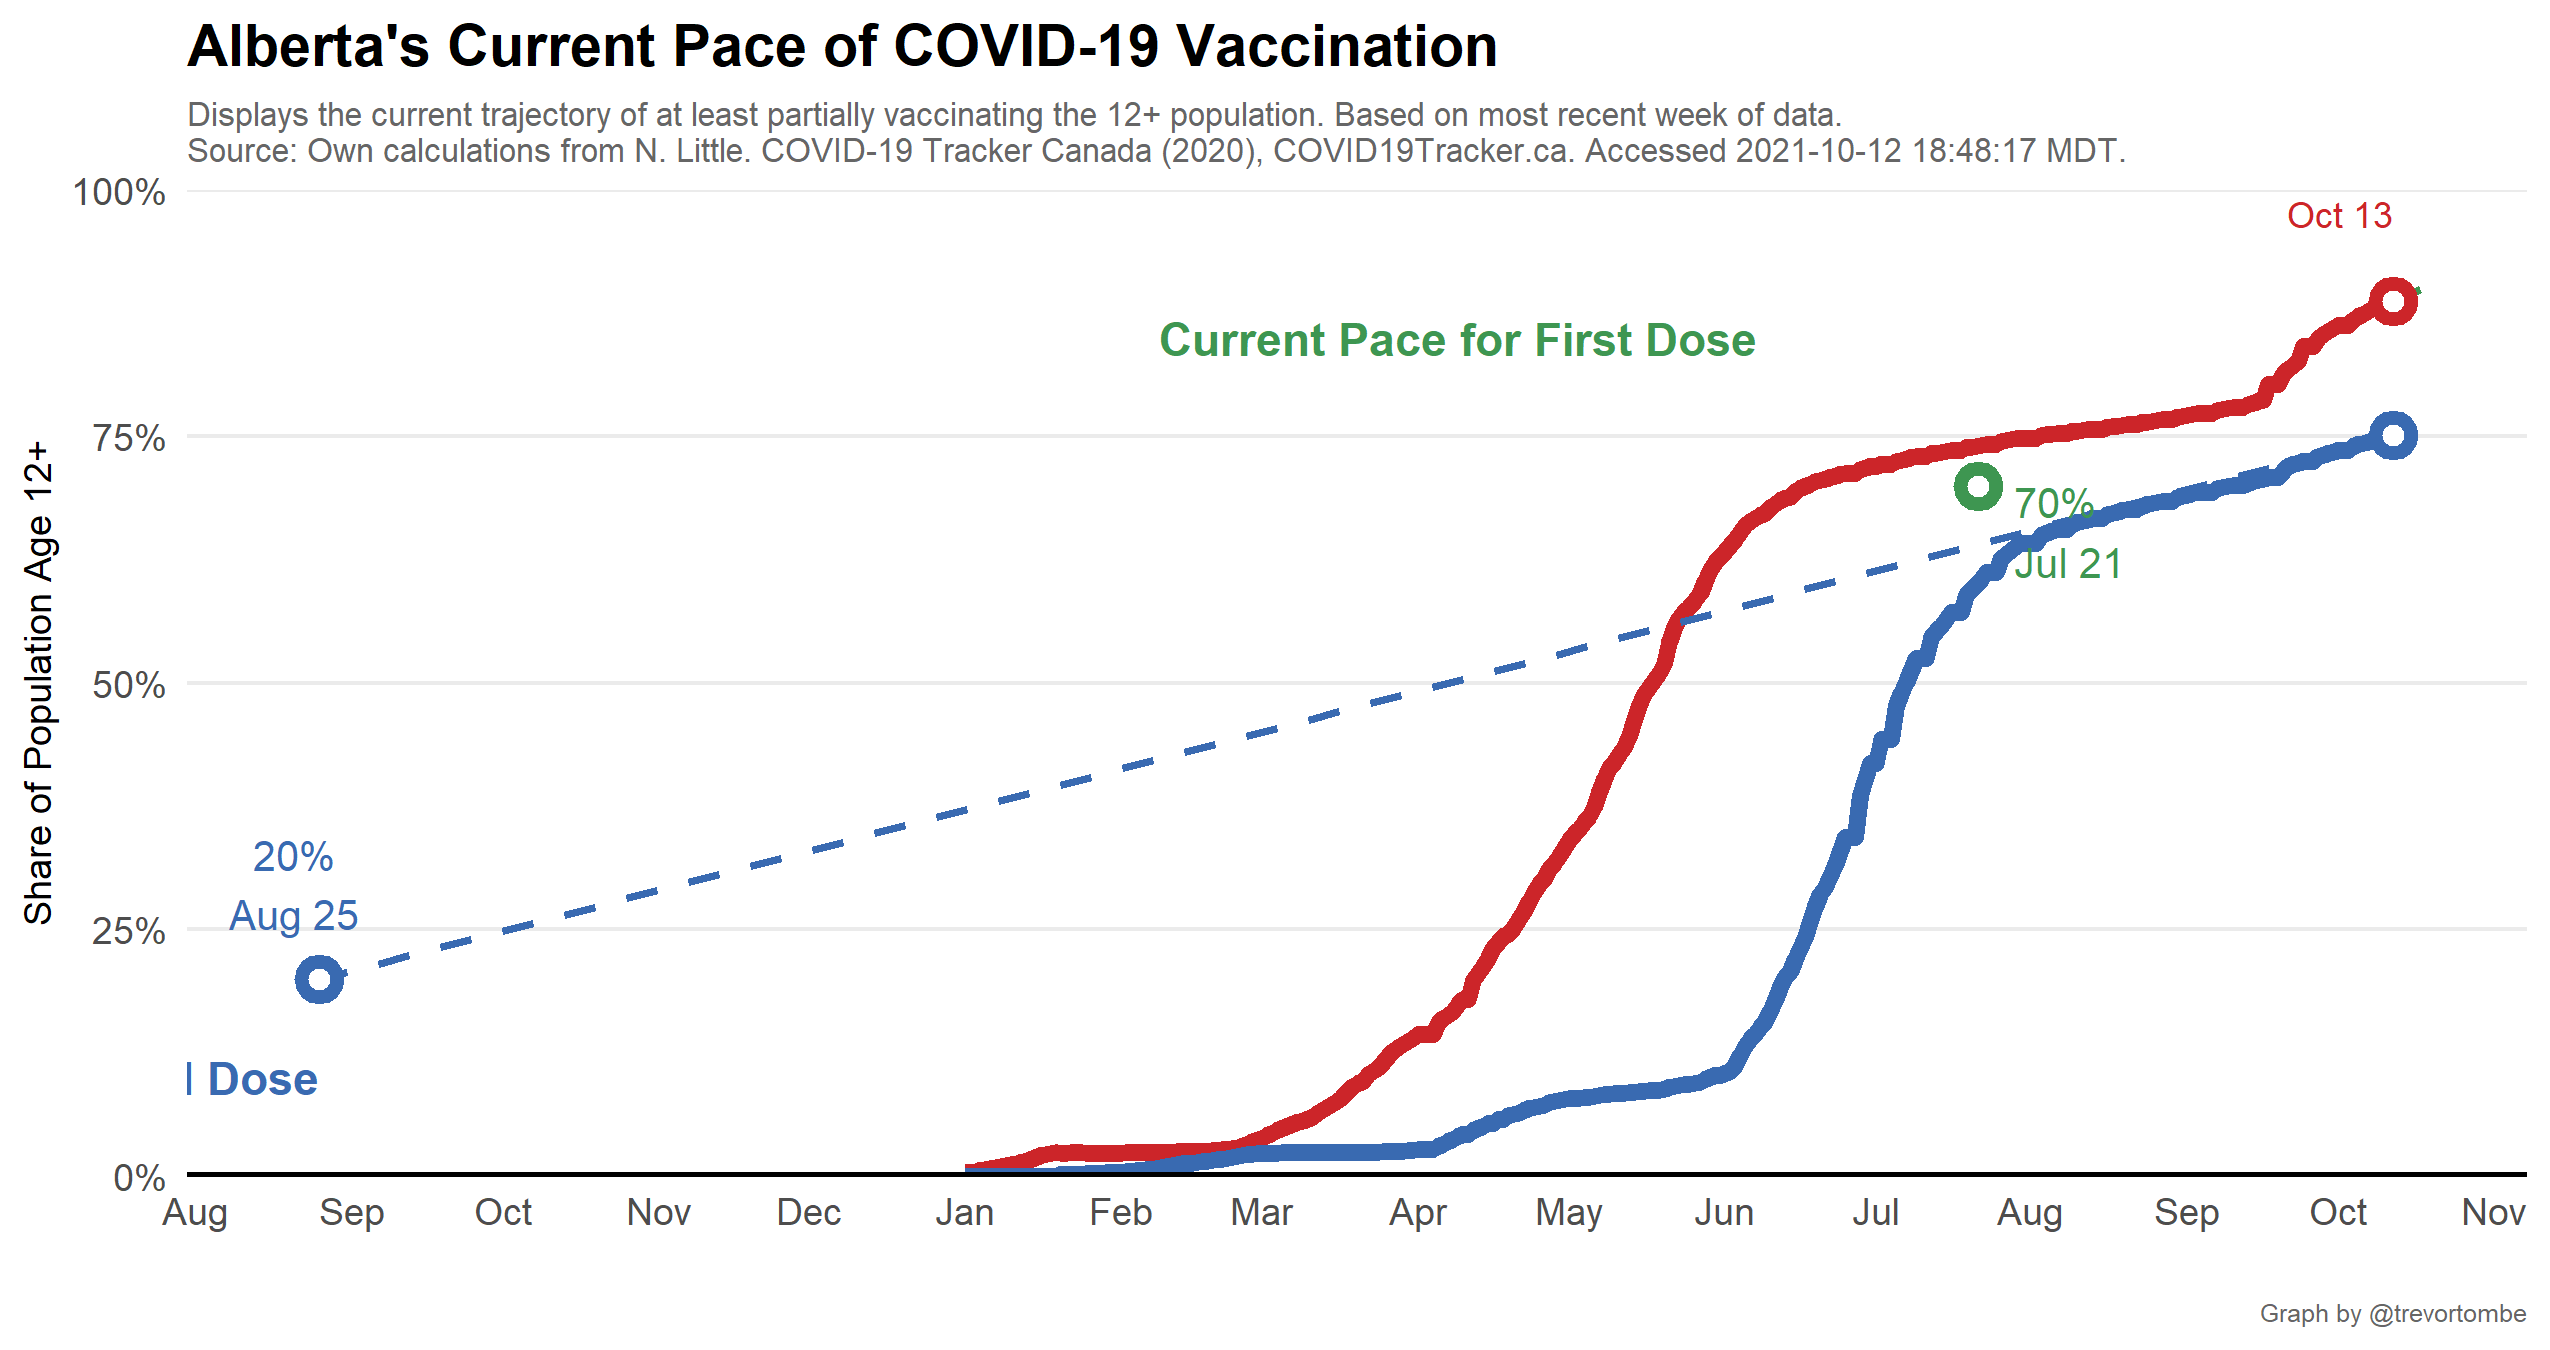 Alberta's Current Pace of COVID-19 Vaccination
Displays the current trajectory of at least partially vaccinating the 12+ population. Based on most recent week of data.
Source: Own calculations from N. Little. COVID-19 Tracker Canada (2020), COVID19Tracker.ca. Accessed 2021-10-12 18:48:17 MDT.
100%
Oct 13
Current Pace for First Dose
75%
70%
Jul 21
Share of Population Age 12+
50%
20%
Aug 25
25%
Dose
0%
Aug Sep Oct Nov Dec Jan Feb Mar Apr May Jun Jul Aug Sep Oct Nov
Graph by @trevortombe